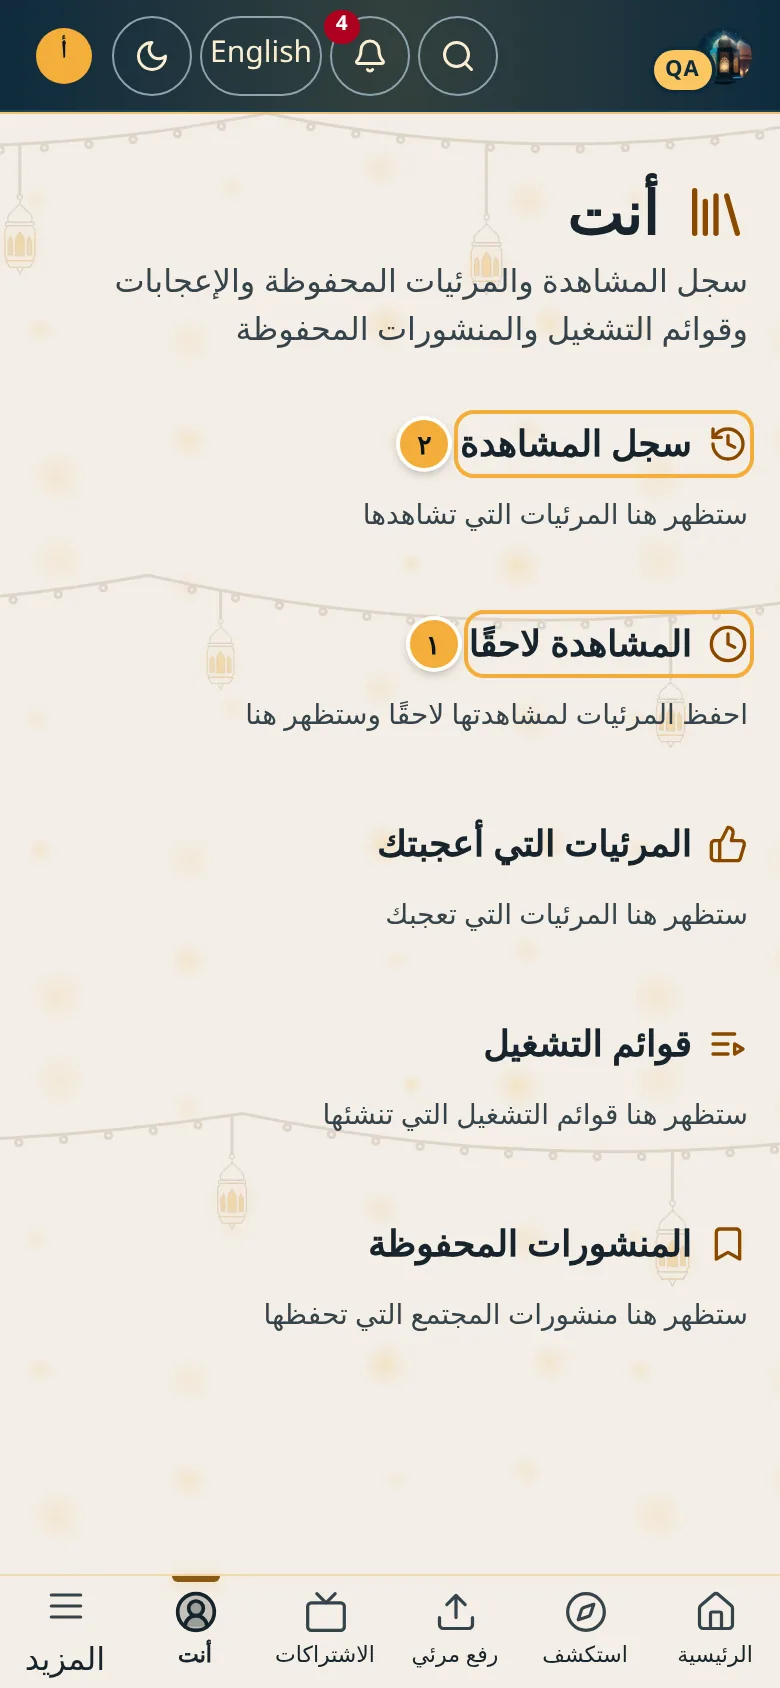 QA
4
English
أ
أنت
سجل المشاهدة والمرئيات المحفوظة والإعجابات
وقوائم التشغيل والمنشورات المحفوظة
سجل المشاهدة ٢
ستظهر هنا المرئيات التي تشاهدها
المشاهدة لاحقًا ١
احفظ المرئيات لمشاهدتها لاحقًا وستظهر هنا
المرئيات التي أعجبتك
ستظهر هنا المرئيات التي تعجبك
قوائم التشغيل
ستظهر هنا قوائم التشغيل التي تنشئها
المنشورات المحفوظة
ستظهر هنا منشورات المجتمع التي تحفظها
الرئيسية
استكشف
رفع مرئي
الاشتراكات
أنت
المزيد